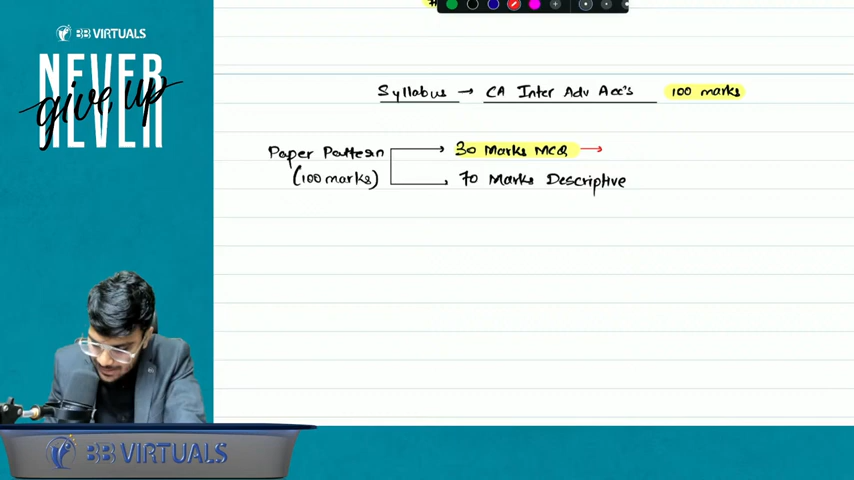 BB VIRTUALS
NEVER
give up
NEVER
Syllabus → CA Inter Adv Acc's 100 marks
Paper Pattern
(100 marks)
30 Marks MCQ →
70 Marks Descriptive
BB VIRTUALS